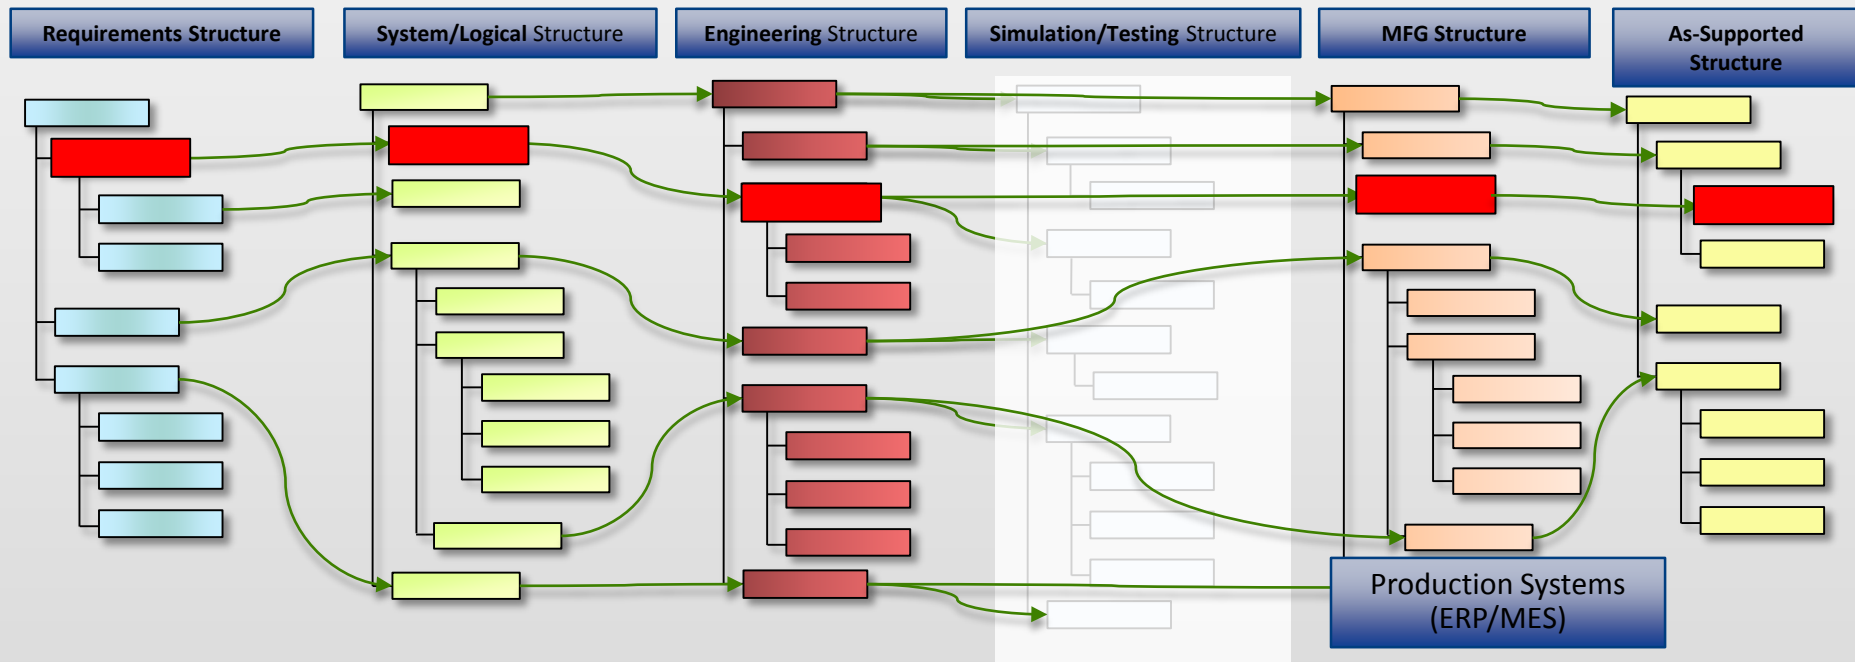 Requirements Structure
System/Logical Structure
Engineering Structure
Simulation/Testing Structure
MFG Structure
As-Supported
Structure
Production Systems
(ERP/MES)